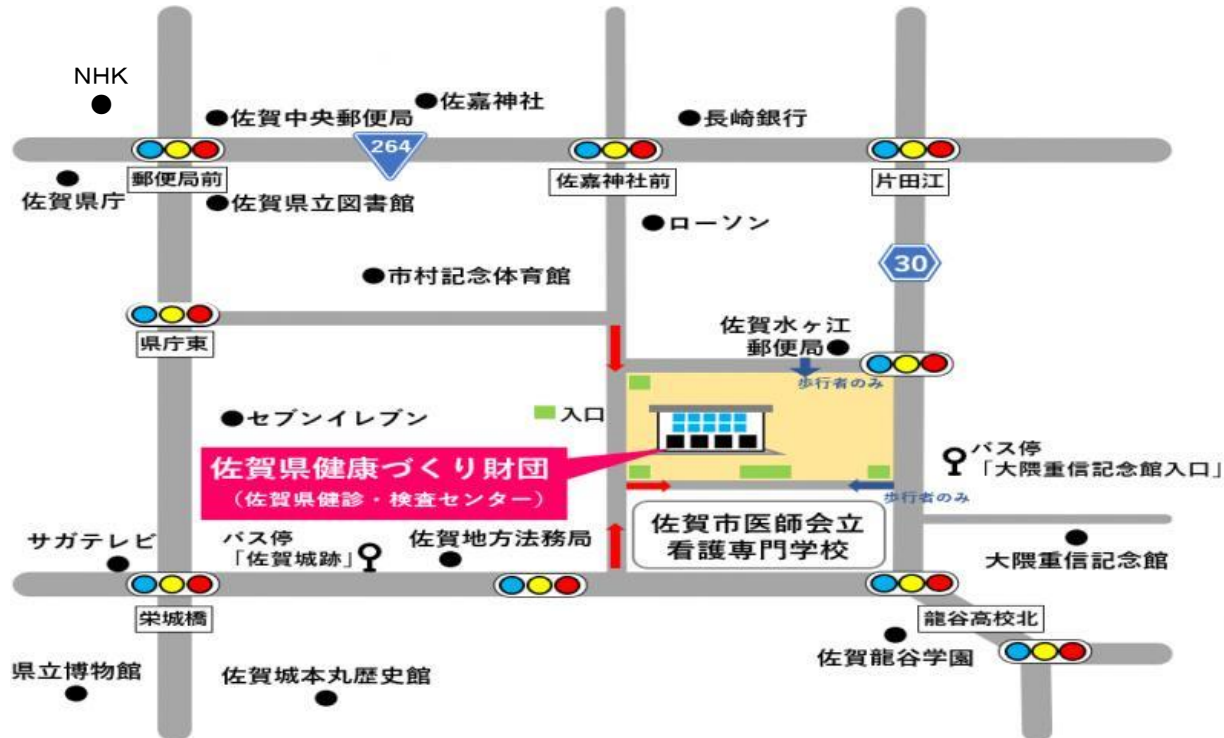 NHK
佐賀中央郵便局
佐嘉神社
長崎銀行
264
郵便局前
佐嘉神社前
片田江
佐賀県庁
佐賀県立図書館
ローソン
30
市村記念体育館
県庁東
佐賀水ヶ江
郵便局
歩行者のみ
セブンイレブン
入口
佐賀県健康づくり財団
(佐賀県健診・検査センター)
バス停
「大隈重信記念館入口」
歩行者のみ
佐賀市医師会立
看護専門学校
サガテレビ
バス停
「佐賀城跡」
佐賀地方法務局
大隈重信記念館
栄城橋
龍谷高校北
佐賀龍谷学園
県立博物館
佐賀城本丸歴史館